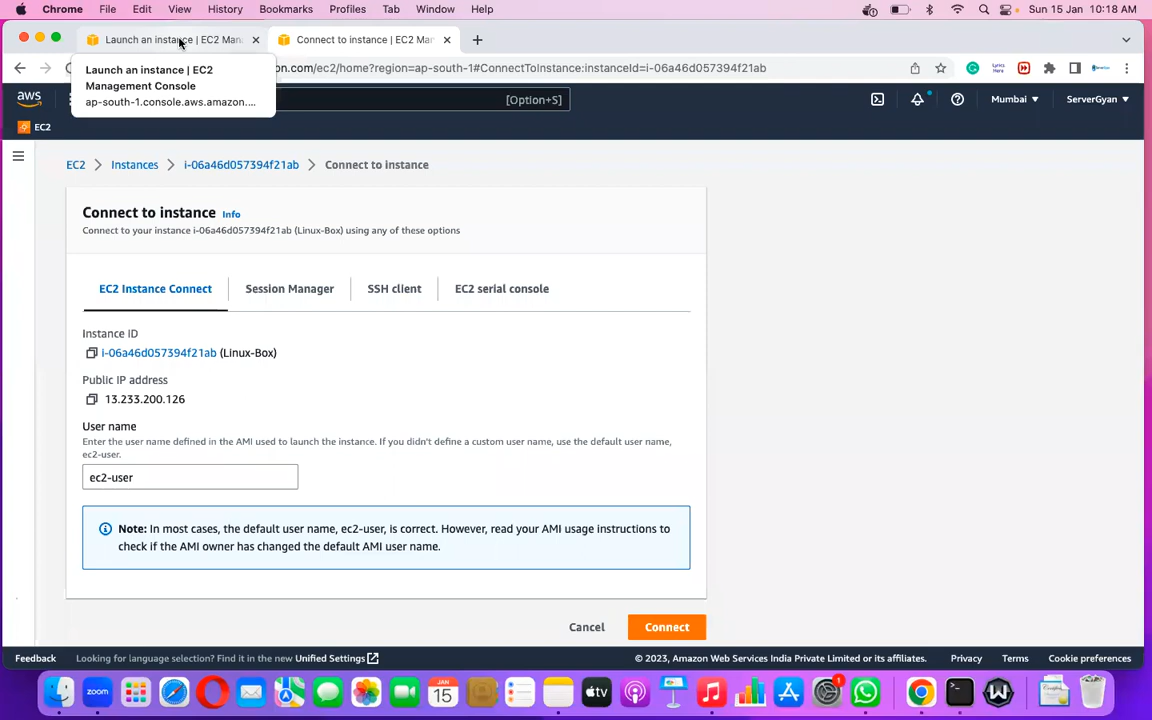 Chrome File Edit View History Bookmarks Profiles Tab Window Help Sun 15 Jan 10:18 AM
Launch an instance | EC2 Man Connect to instance | EC2 Man
on.com/ec2/home?region=ap-south-1#ConnectToInstance:instanceId=i-06a46d057394f21ab
Launch an instance | EC2
Management Console
ap-south-1.console.aws.amazon....
aws [Option+S] Mumbai ServerGyan
EC2
EC2 > Instances > i-06a46d057394f21ab > Connect to instance
Connect to instance Info
Connect to your instance i-06a46d057394f21ab (Linux-Box) using any of these options
EC2 Instance Connect Session Manager SSH client EC2 serial console
Instance ID
i-06a46d057394f21ab (Linux-Box)
Public IP address
13.233.200.126
User name
Enter the user name defined in the AMI used to launch the instance. If you didn't define a custom user name, use the default user name,
ec2-user.
ec2-user
Note: In most cases, the default user name, ec2-user, is correct. However, read your AMI usage instructions to
check if the AMI owner has changed the default AMI user name.
Cancel Connect
Feedback Looking for language selection? Find it in the new Unified Settings © 2023, Amazon Web Services India Private Limited or its affiliates. Privacy Terms Cookie preferences
zoom JAN 15 tv 1